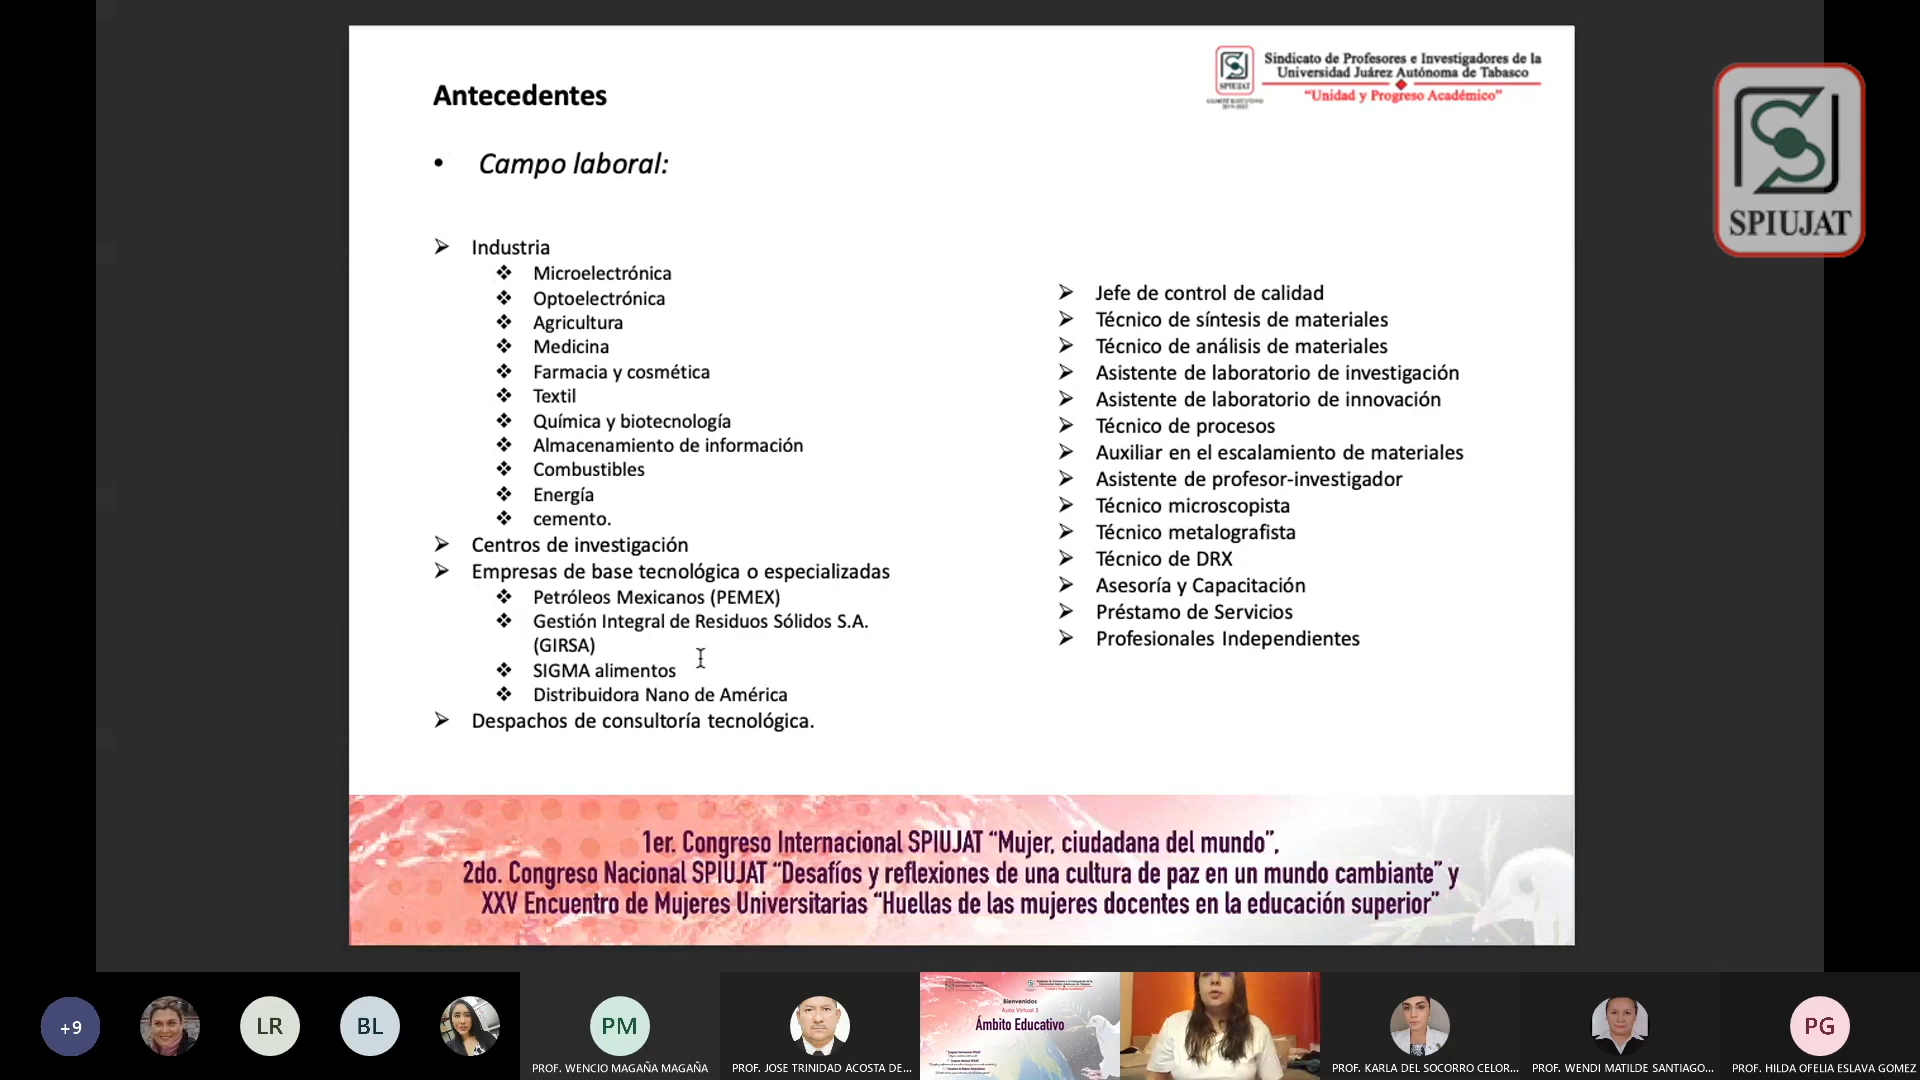 Antecedentes
Sindicato de Profesores e Investigadores de la
Universidad Juárez Autónoma de Tabasco
“Unidad y Progreso Académico”
SPIUJAT
COMITÉ EJECUTIVO
SPIUJAT
• Campo laboral:
➢ Industria
❖ Microelectrónica
❖ Optoelectrónica
❖ Agricultura
❖ Medicina
❖ Farmacia y cosmética
❖ Textil
❖ Química y biotecnología
❖ Almacenamiento de información
❖ Combustibles
❖ Energía
❖ cemento.
➢ Centros de investigación
➢ Empresas de base tecnológica o especializadas
❖ Petróleos Mexicanos (PEMEX)
❖ Gestión Integral de Residuos Sólidos S.A.
(GIRSA)
❖ SIGMA alimentos
❖ Distribuidora Nano de América
➢ Despachos de consultoría tecnológica.
➢ Jefe de control de calidad
➢ Técnico de síntesis de materiales
➢ Técnico de análisis de materiales
➢ Asistente de laboratorio de investigación
➢ Asistente de laboratorio de innovación
➢ Técnico de procesos
➢ Auxiliar en el escalamiento de materiales
➢ Asistente de profesor-investigador
➢ Técnico microscopista
➢ Técnico metalografista
➢ Técnico de DRX
➢ Asesoría y Capacitación
➢ Préstamo de Servicios
➢ Profesionales Independientes
1er. Congreso Internacional SPIUJAT “Mujer, ciudadana del mundo”,
2do. Congreso Nacional SPIUJAT “Desafíos y reflexiones de una cultura de paz en un mundo cambiante” y
XXV Encuentro de Mujeres Universitarias “Huellas de las mujeres docentes en la educación superior”
+9
LR
BL
PM
PROF. WENCIO MAGAÑA MAGAÑA
PROF. JOSE TRINIDAD ACOSTA DE...
Bienvenidos
Aula Virtual 3
Ámbito Educativo
PROF. KARLA DEL SOCORRO CELOR...
PROF. WENDI MATILDE SANTIAGO...
PG
PROF. HILDA OFELIA ESLAVA GOMEZ